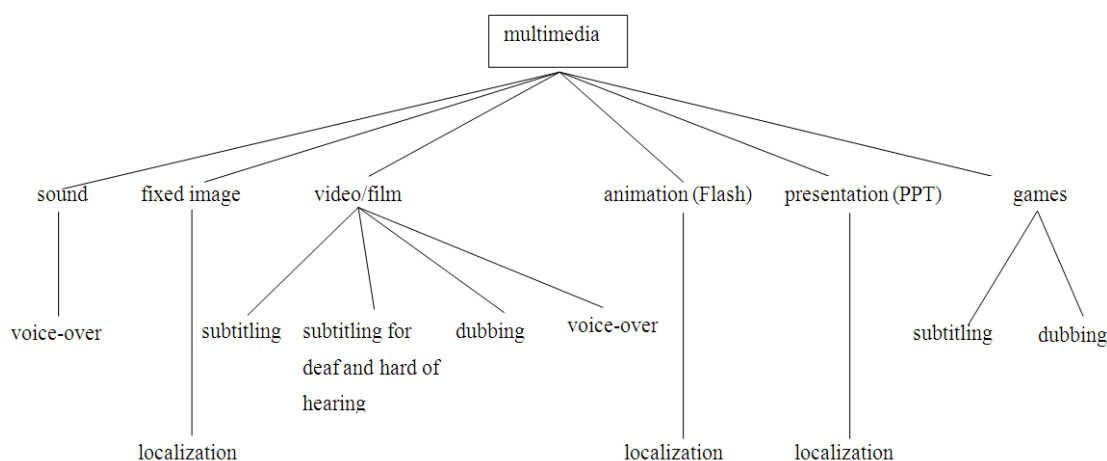 multimedia
sound
fixed image
video/film
animation (Flash)
presentation (PPT)
games
voice-over
subtitling
subtitling for
deaf and hard of
hearing
dubbing
voice-over
subtitling
dubbing
localization
localization
localization